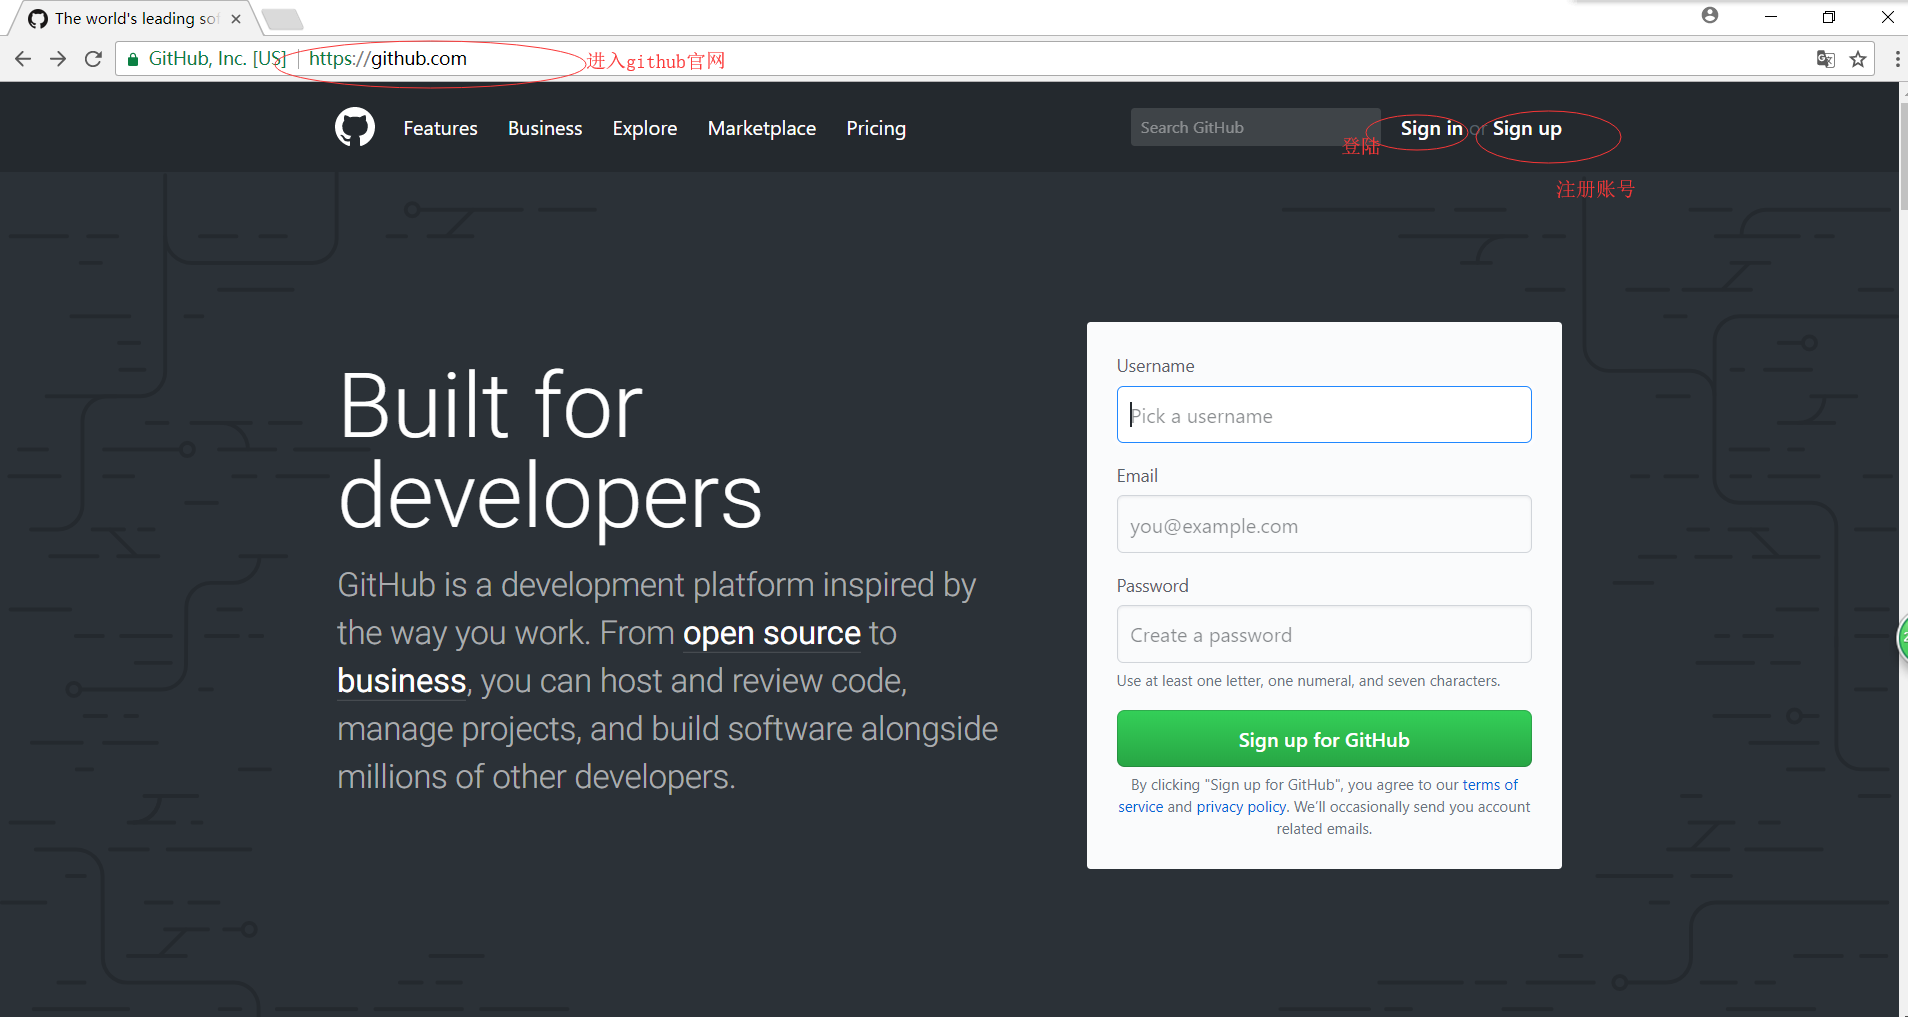 The world's leading sof
GitHub, Inc. [US] | https://github.com
进入github官网
Features Business Explore Marketplace Pricing
Search GitHub
Sign in or Sign up
登陆
注册账号
Built for
developers
GitHub is a development platform inspired by
the way you work. From open source to
business, you can host and review code,
manage projects, and build software alongside
millions of other developers.
Username
Pick a username
Email
you@example.com
Password
Create a password
Use at least one letter, one numeral, and seven characters.
Sign up for GitHub
By clicking "Sign up for GitHub", you agree to our terms of
service and privacy policy. We’ll occasionally send you account
related emails.